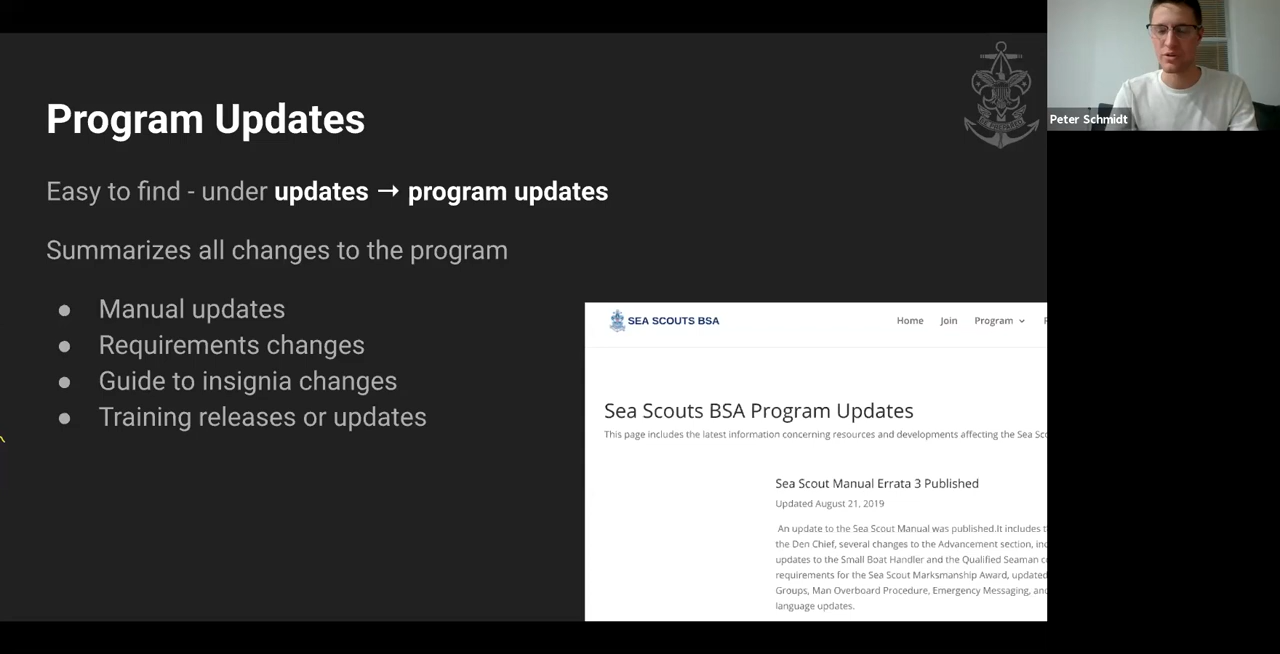 Program Updates
Easy to find - under updates → program updates
Summarizes all changes to the program
● Manual updates
● Requirements changes
● Guide to insignia changes
● Training releases or updates
SEA SCOUTS BSA
Home Join Program
Sea Scouts BSA Program Updates
This page includes the latest information concerning resources and developments affecting the Sea
Sea Scout Manual Errata 3 Published
Updated August 21, 2019
An update to the Sea Scout Manual was published.It includes
the Den Chief, several changes to the Advancement section,
updates to the Small Boat Handler and the Qualified Seaman
requirements for the Sea Scout Marksmanship Award, updated
Groups, Man Overboard Procedure, Emergency Messaging, and
language updates.
BE PREPARED
Peter Schmidt